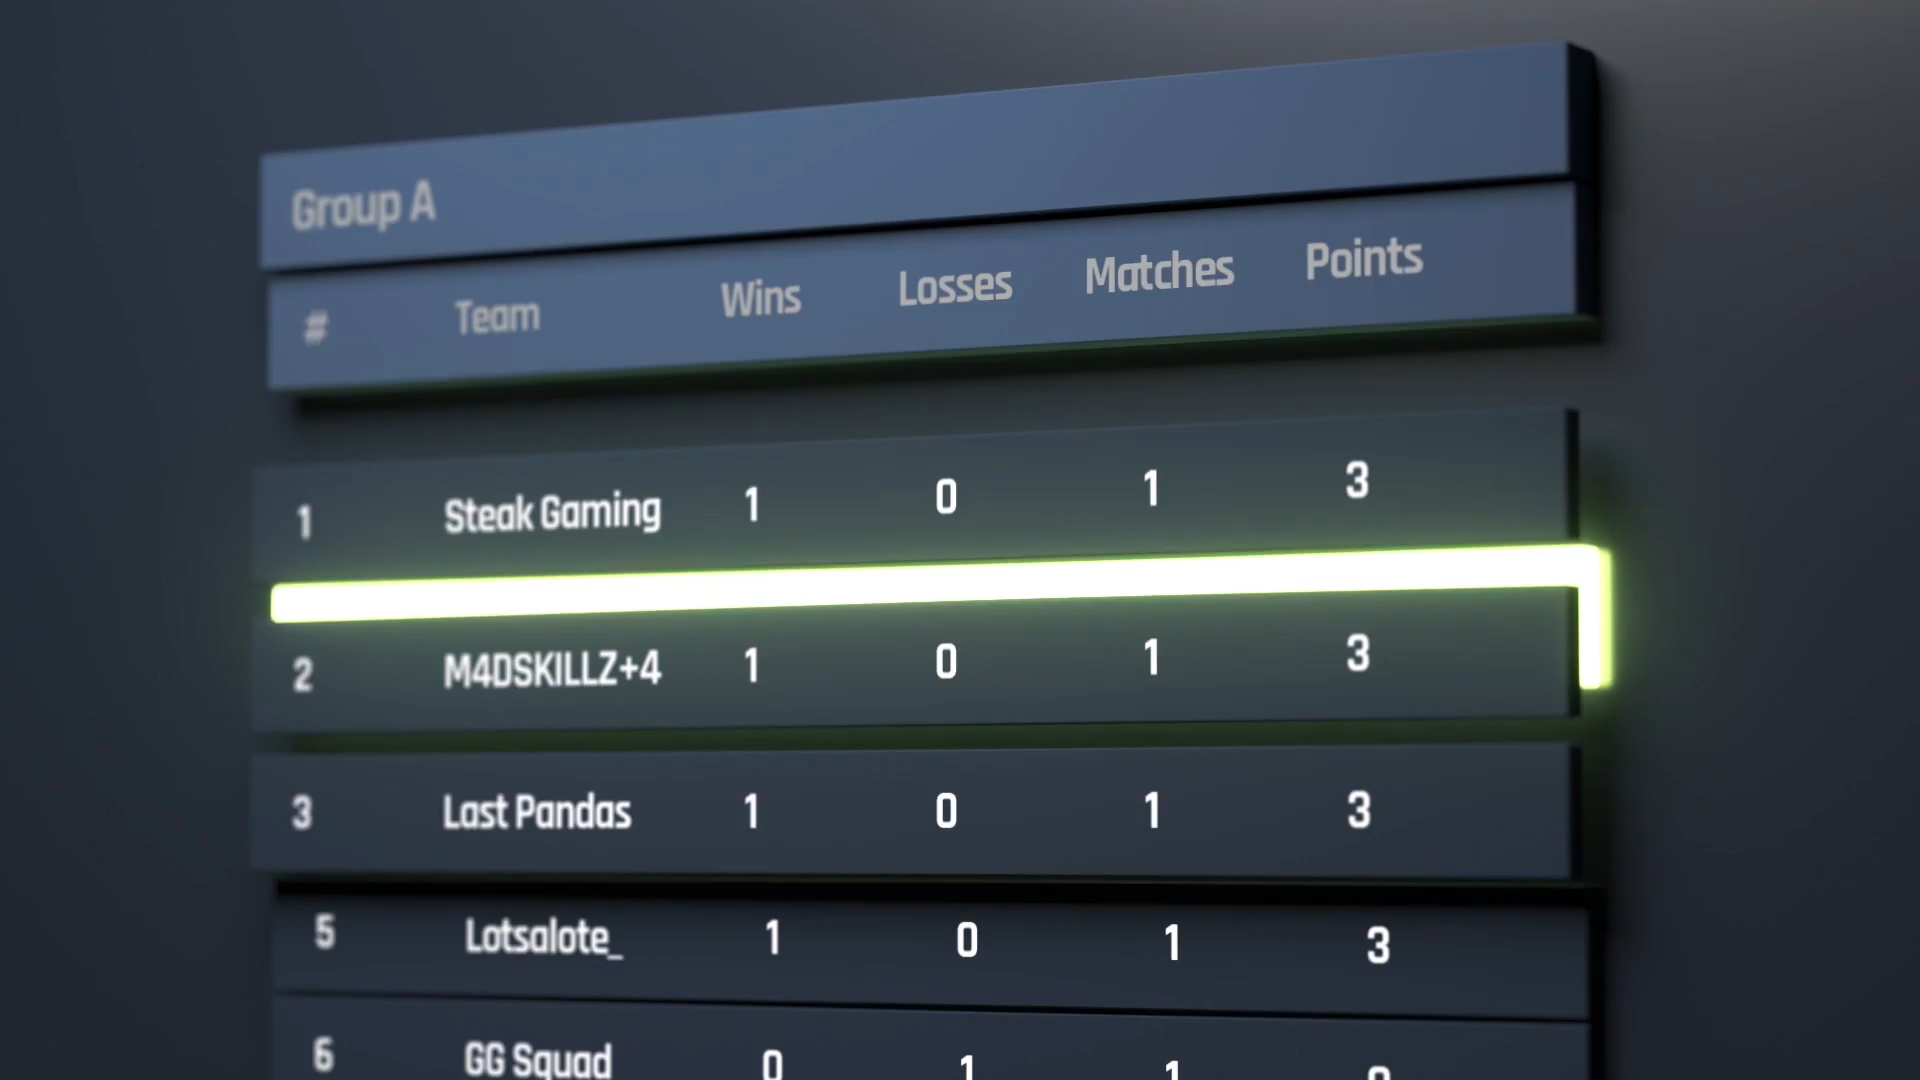 Group A
# Team Wins Losses Matches Points
1 Steak Gaming 1 0 1 3
2 M4DSKILLZ+4 1 0 1 3
3 Last Pandas 1 0 1 3
5 Lotsalote_ 1 0 1 3
6 GG Squad 0 1 1